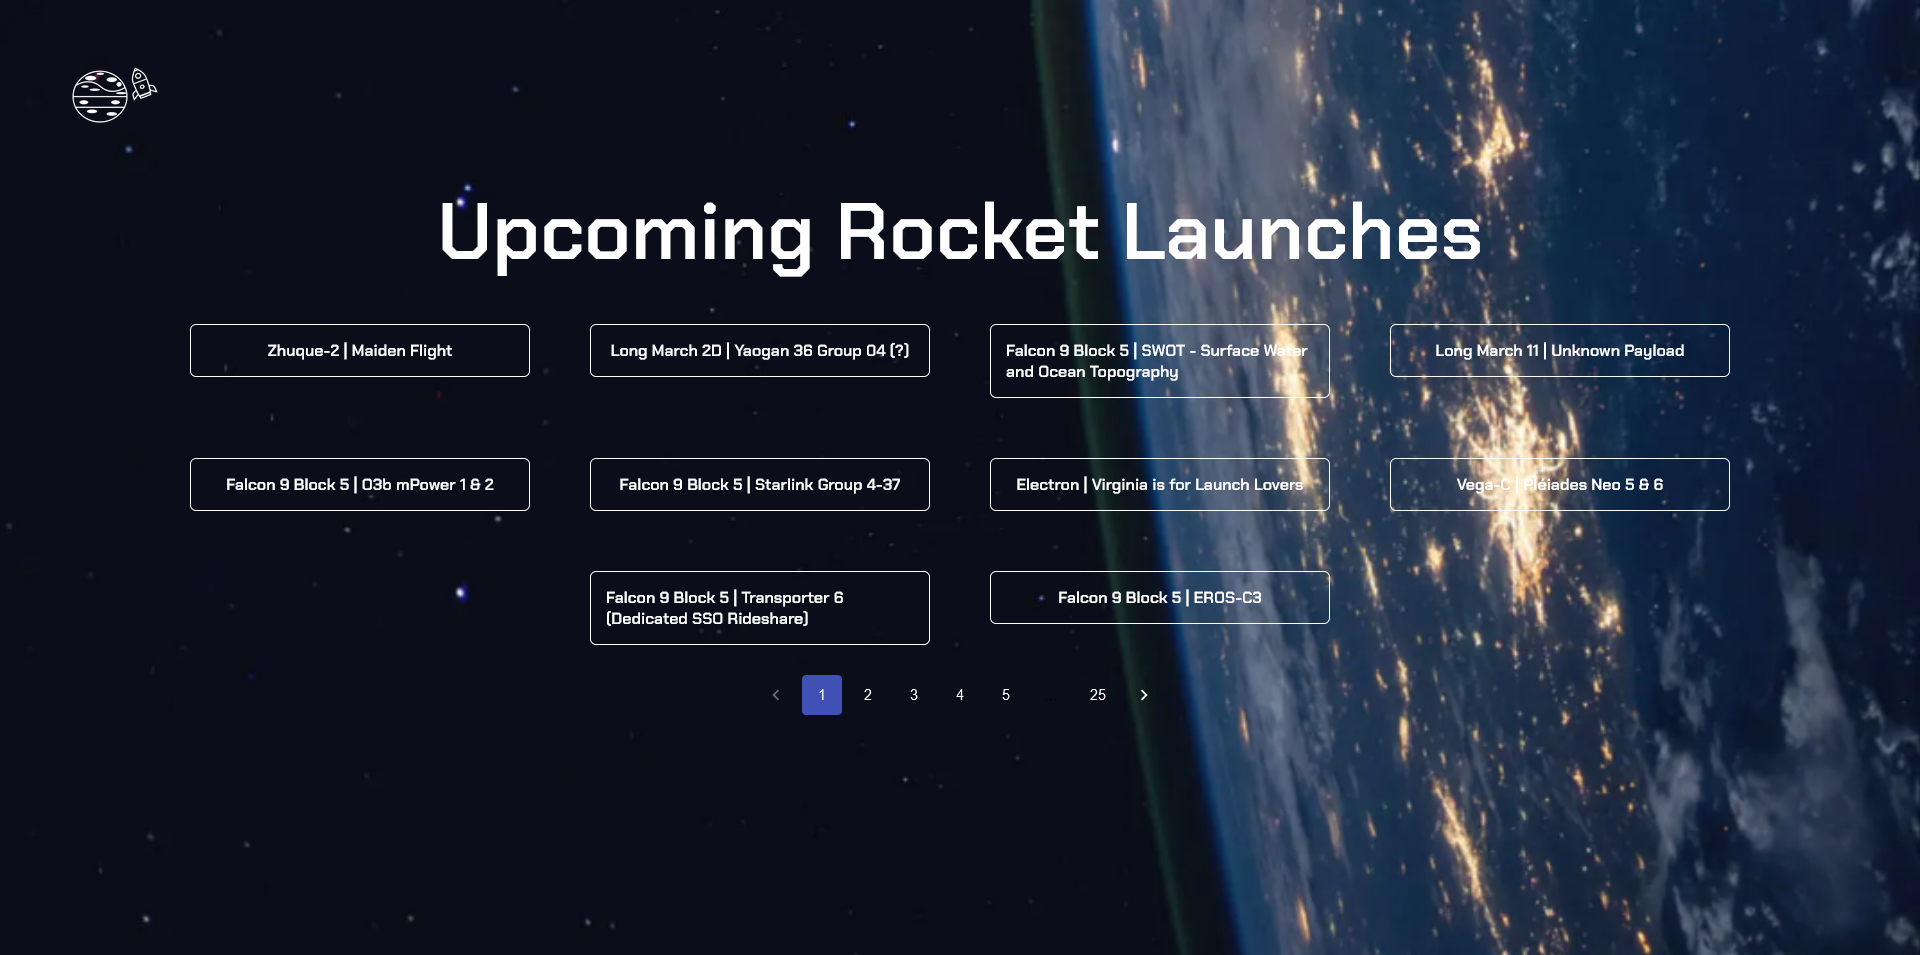 Upcoming Rocket Launches
Zhuque-2 | Maiden Flight
Long March 2D | Yaogan 36 Group 04 (?)
Falcon 9 Block 5 | SWOT - Surface Water
and Ocean Topography
Long March 11 | Unknown Payload
Falcon 9 Block 5 | O3b mPower 1 & 2
Falcon 9 Block 5 | Starlink Group 4-37
Electron | Virginia is for Launch Lovers
Vega-C | Pléiades Neo 5 & 6
Falcon 9 Block 5 | Transporter 6
(Dedicated SSO Rideshare)
Falcon 9 Block 5 | EROS-C3
1 2 3 4 5 25